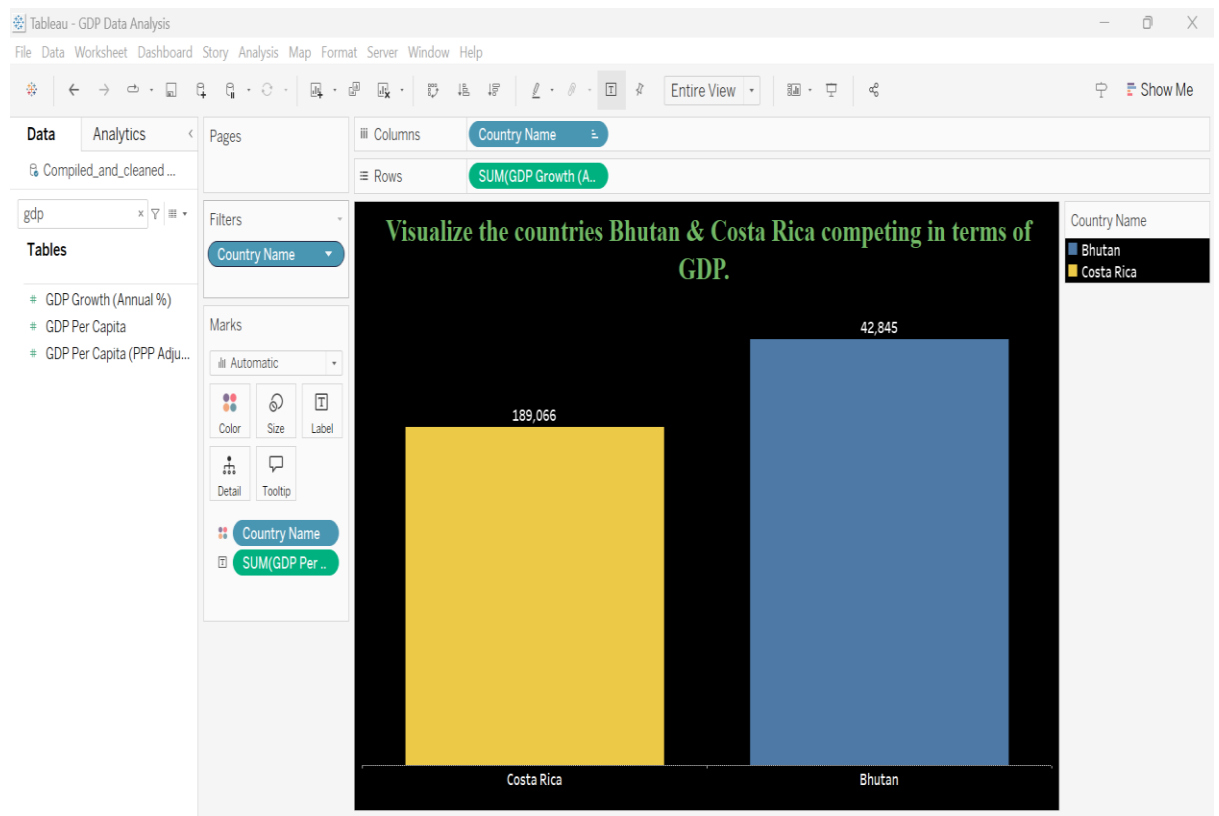 Tableau - GDP Data Analysis
File Data Worksheet Dashboard Story Analysis Map Format Server Window Help
Entire View
Show Me
Data Analytics
Compiled_and_cleaned ...
gdp
Tables
GDP Growth (Annual %)
GDP Per Capita
GDP Per Capita (PPP Adju...
Pages
Filters
Country Name
Marks
Automatic
Color Size Label
Detail Tooltip
Country Name
SUM(GDP Per ..
Columns Country Name
Rows SUM(GDP Growth (A..
Visualize the countries Bhutan & Costa Rica competing in terms of
GDP.
42,845
189,066
Costa Rica Bhutan
Country Name
Bhutan
Costa Rica